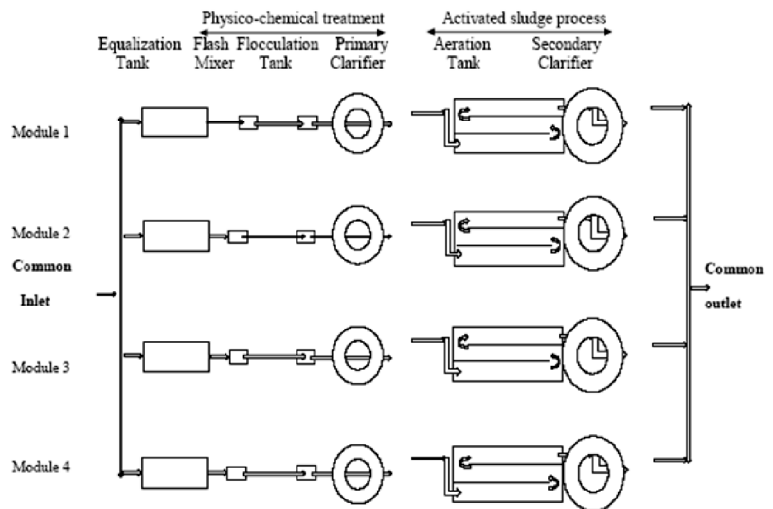 Physico-chemical treatment
Activated sludge process
Equalization Tank
Flash Mixer
Flocculation Tank
Primary Clarifier
Aeration Tank
Secondary Clarifier
Module 1
Module 2
Common
Inlet
Common
outlet
Module 3
Module 4